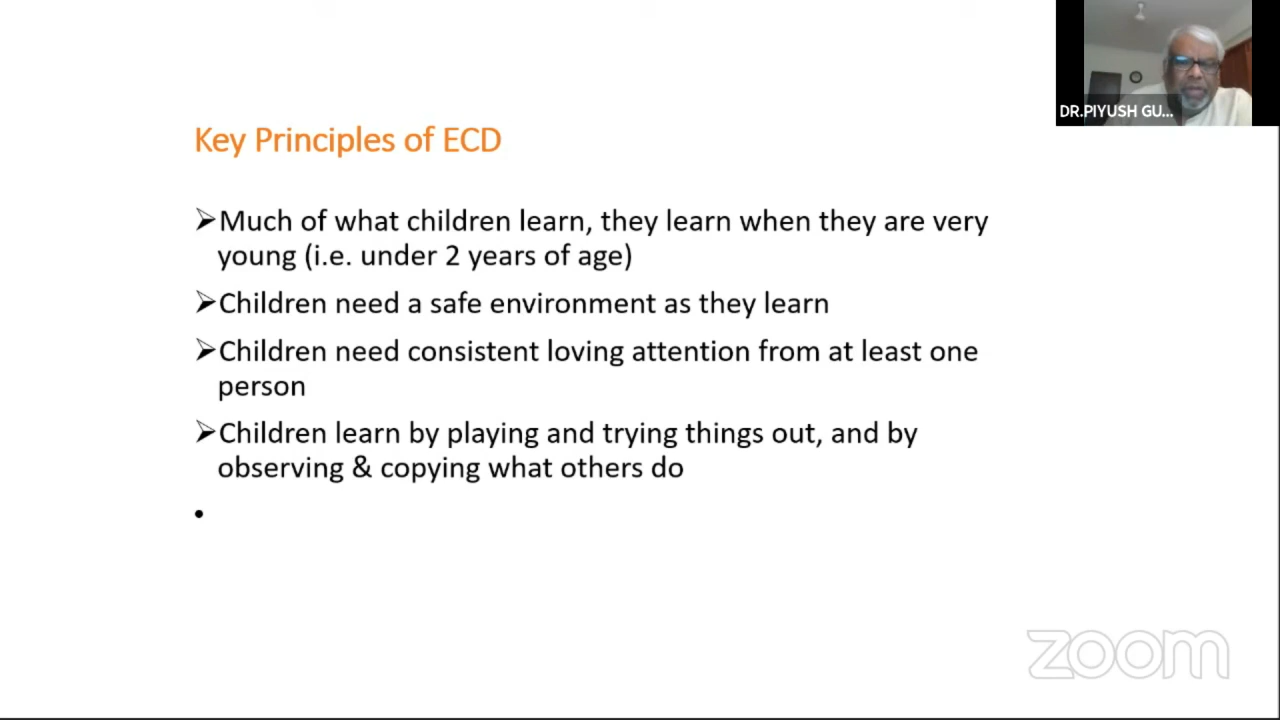 DR.PIYUSH GU...
Key Principles of ECD
➢Much of what children learn, they learn when they are very
young (i.e. under 2 years of age)
➢Children need a safe environment as they learn
➢Children need consistent loving attention from at least one
person
➢Children learn by playing and trying things out, and by
observing & copying what others do
•
zoom